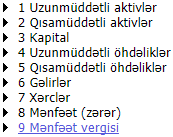 1 Uzunmüddətli aktivlər
2 Qısamüddətli aktivlər
3 Kapital
4 Uzunmüddətli öhdəliklər
5 Qısamüddətli öhdəliklər
6 Gəlirlər
7 Xərclər
8 Mənfəət (zərər)
9 Mənfəət vergisi